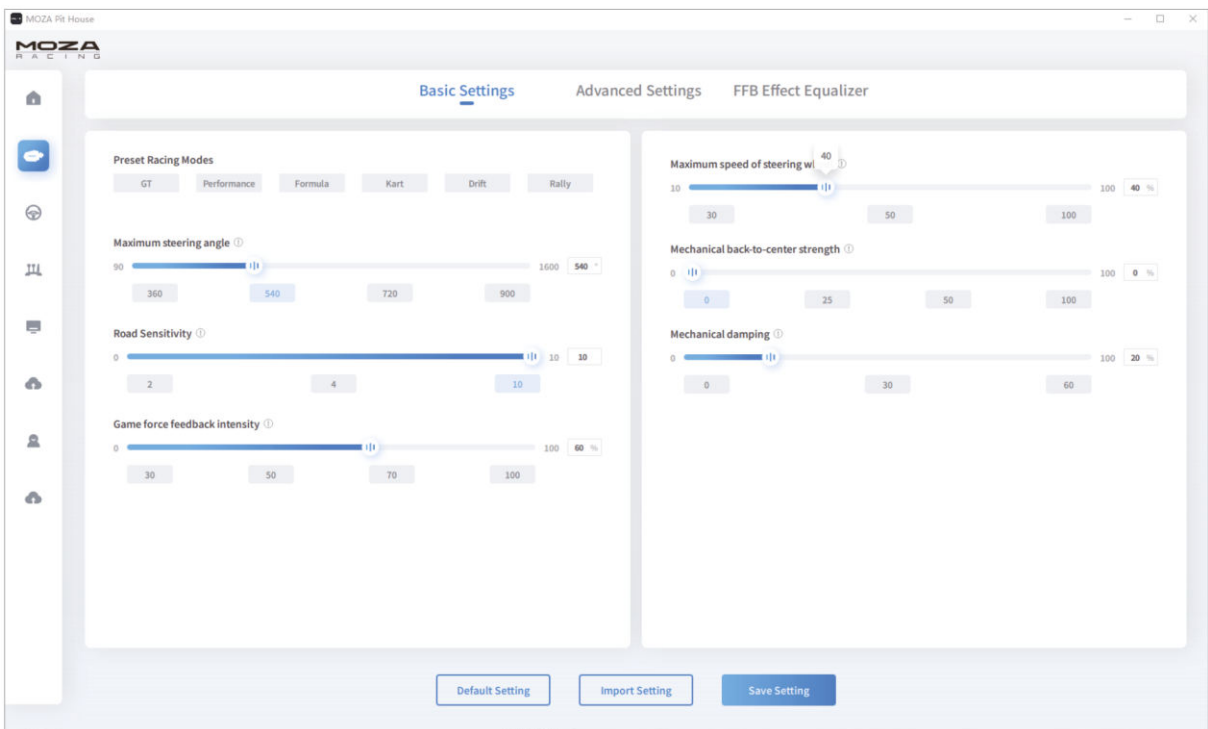 MOZA Pit House
MOZA
RACING
Basic Settings Advanced Settings FFB Effect Equalizer
Preset Racing Modes
GT Performance Formula Kart Drift Rally
Maximum steering angle
90 1600 540 °
360 540 720 900
Road Sensitivity
0 10 10
2 4 10
Game force feedback intensity
0 100 60 %
30 50 70 100
40
Maximum speed of steering
10 100 40 %
30 50 100
Mechanical back-to-center strength
0 100 0 %
0 25 50 100
Mechanical damping
0 100 20 %
0 30 60
Default Setting Import Setting Save Setting